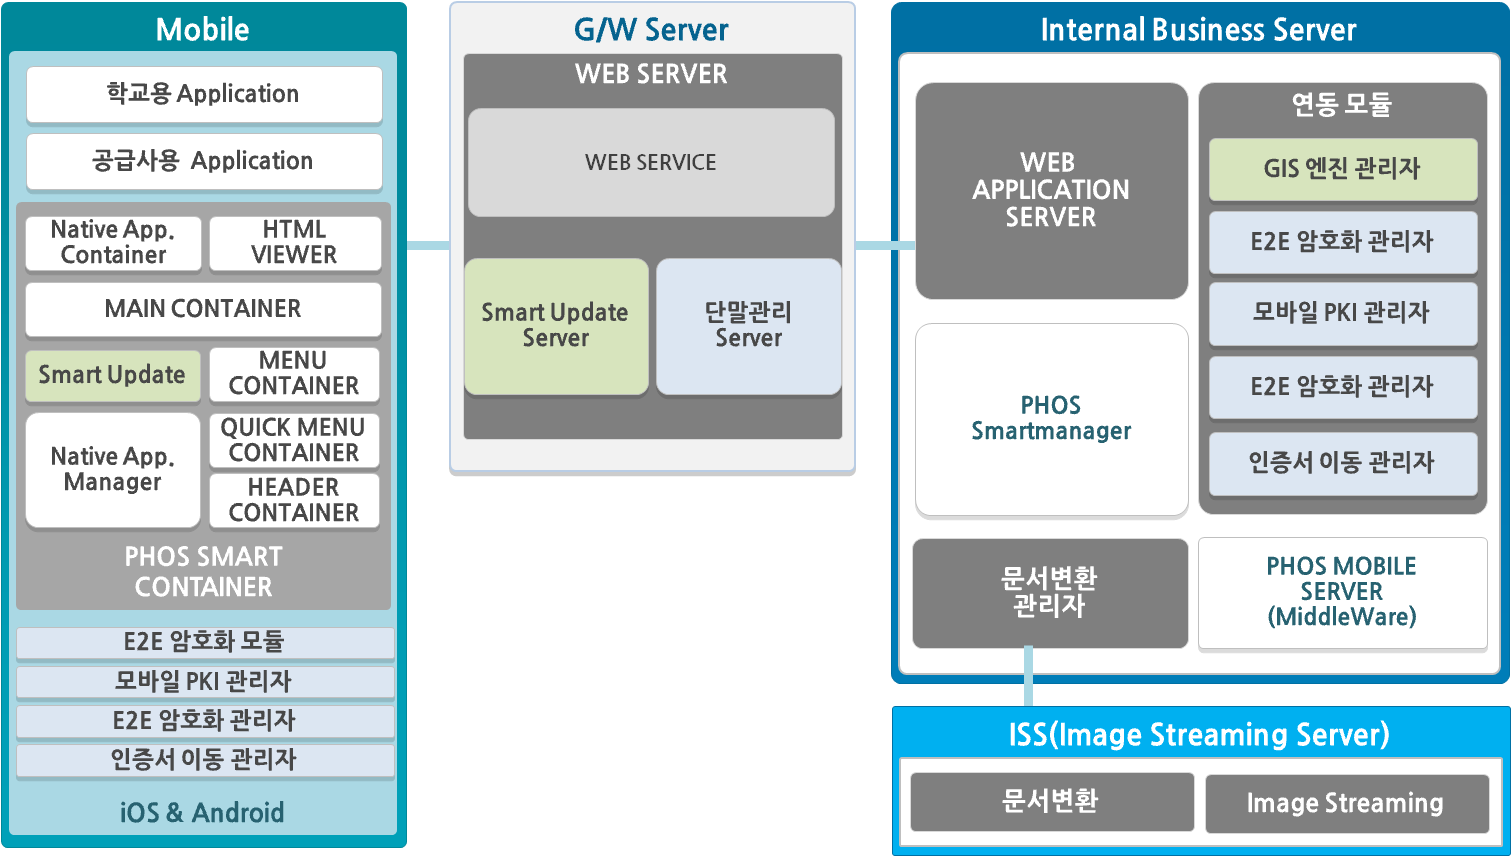 Mobile
학교용 Application
공급사용 Application
Native App.
Container
HTML
VIEWER
MAIN CONTAINER
Smart Update
MENU
CONTAINER
Native App.
Manager
QUICK MENU
CONTAINER
HEADER
CONTAINER
PHOS SMART
CONTAINER
E2E 암호화 모듈
모바일 PKI 관리자
E2E 암호화 관리자
인증서 이동 관리자
iOS & Android
G/W Server
WEB SERVER
WEB SERVICE
Smart Update
Server
단말관리
Server
Internal Business Server
WEB
APPLICATION
SERVER
PHOS
Smartmanager
문서변환
관리자
연동 모듈
GIS 엔진 관리자
E2E 암호화 관리자
모바일 PKI 관리자
E2E 암호화 관리자
인증서 이동 관리자
PHOS MOBILE
SERVER
(MiddleWare)
ISS(Image Streaming Server)
문서변환
Image Streaming